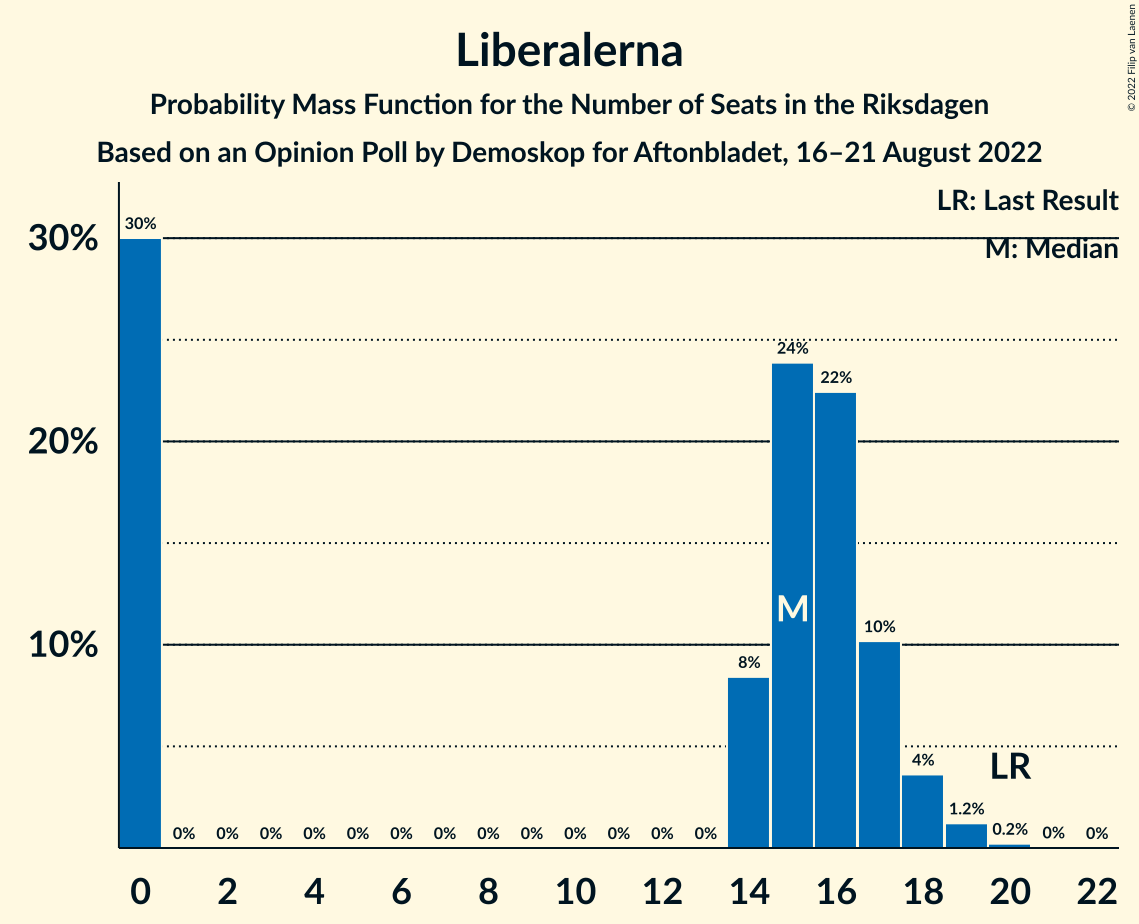 Liberalerna
Probability Mass Function for the Number of Seats in the Riksdagen
Based on an Opinion Poll by Demoskop for Aftonbladet, 16–21 August 2022
© 2022 Filip van Laenen
LR: Last Result
M: Median
30%
20%
10%
30%
0%
0%
0%
0%
0%
0%
0%
0%
0%
0%
0%
0%
0%
8%
24%
22%
10%
4%
1.2%
0.2%
0%
0%
M
LR
0 2 4 6 8 10 12 14 16 18 20 22